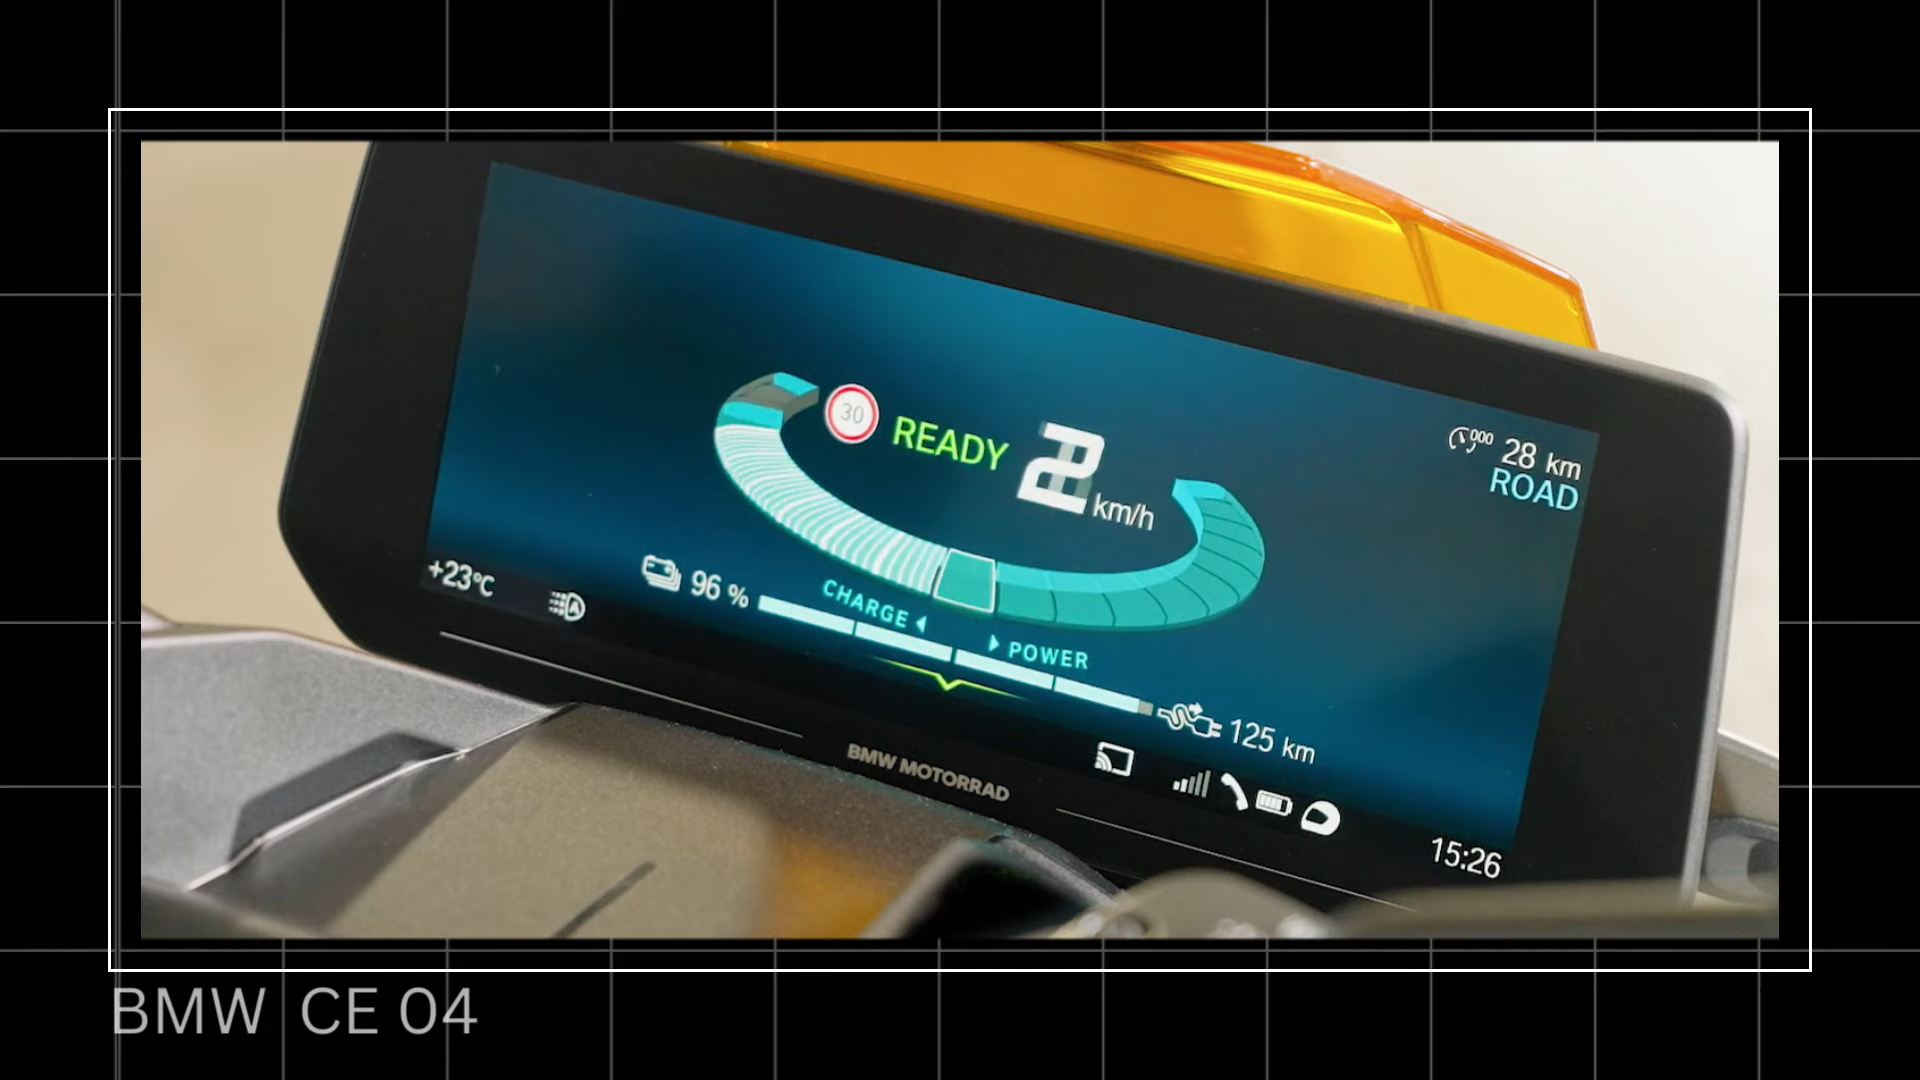 000 28 km
ROAD
30 READY 2 km/h
CHARGE
POWER
96 %
125 km
+23°C
15:26
BMW MOTORRAD
BMW CE 04